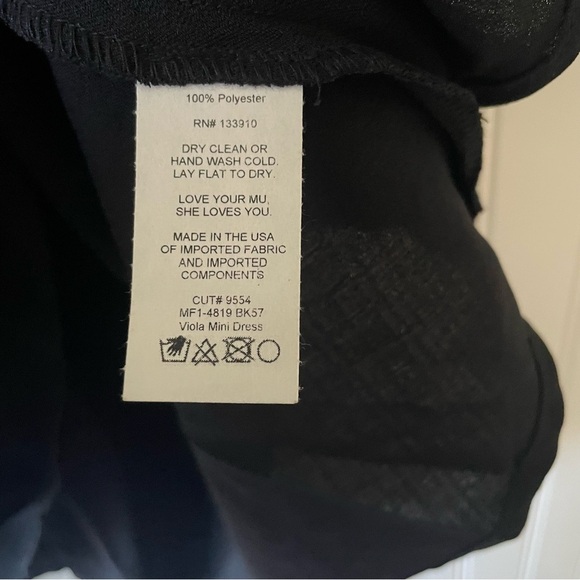 100% Polyester
RN# 133910
DRY CLEAN OR
HAND WASH COLD.
LAY FLAT TO DRY.
LOVE YOUR MU,
SHE LOVES YOU.
MADE IN THE USA
OF IMPORTED FABRIC
AND IMPORTED
COMPONENTS
CUT# 9554
MF1-4819 BK57
Viola Mini Dress